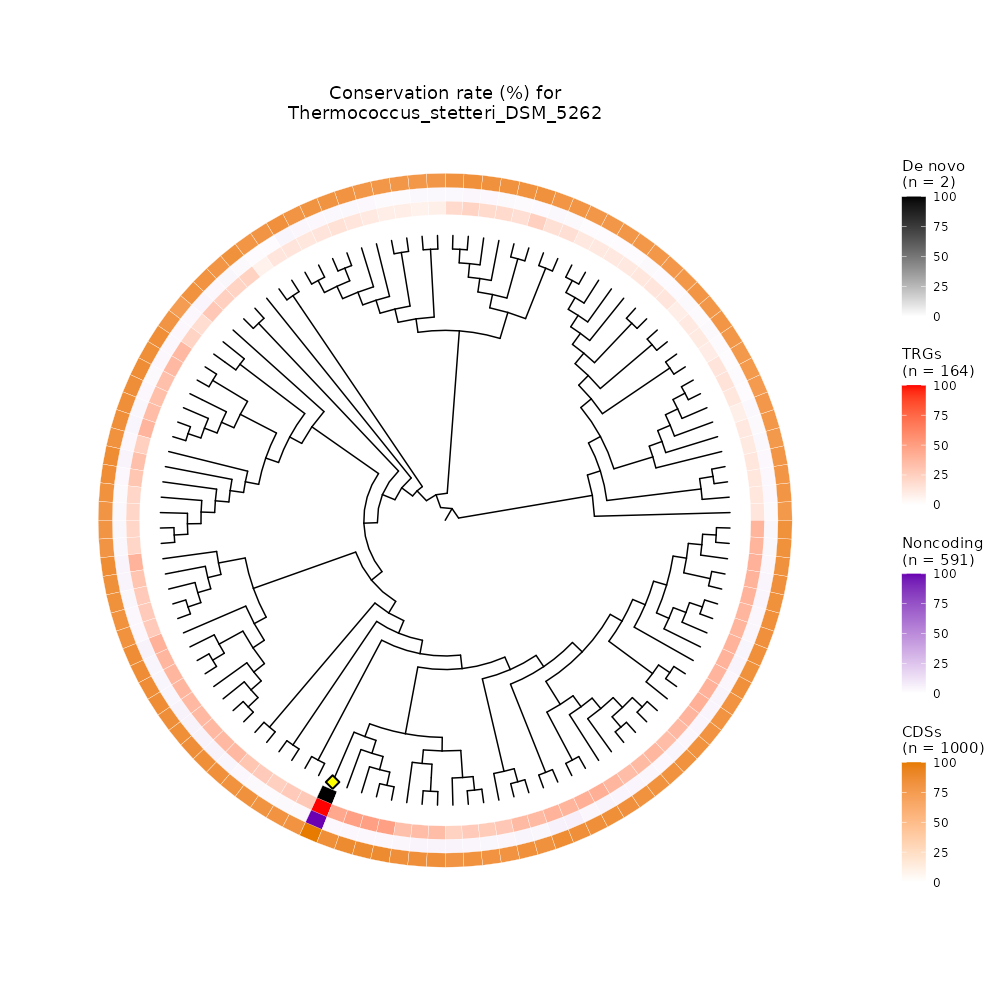 Conservation rate (%) for
Thermococcus_stetteri_DSM_5262
De novo
(n = 2)
100
75
50
25
0
TRGs
(n = 164)
100
75
50
25
0
Noncoding
(n = 591)
100
75
50
25
0
CDSs
(n = 1000)
100
75
50
25
0